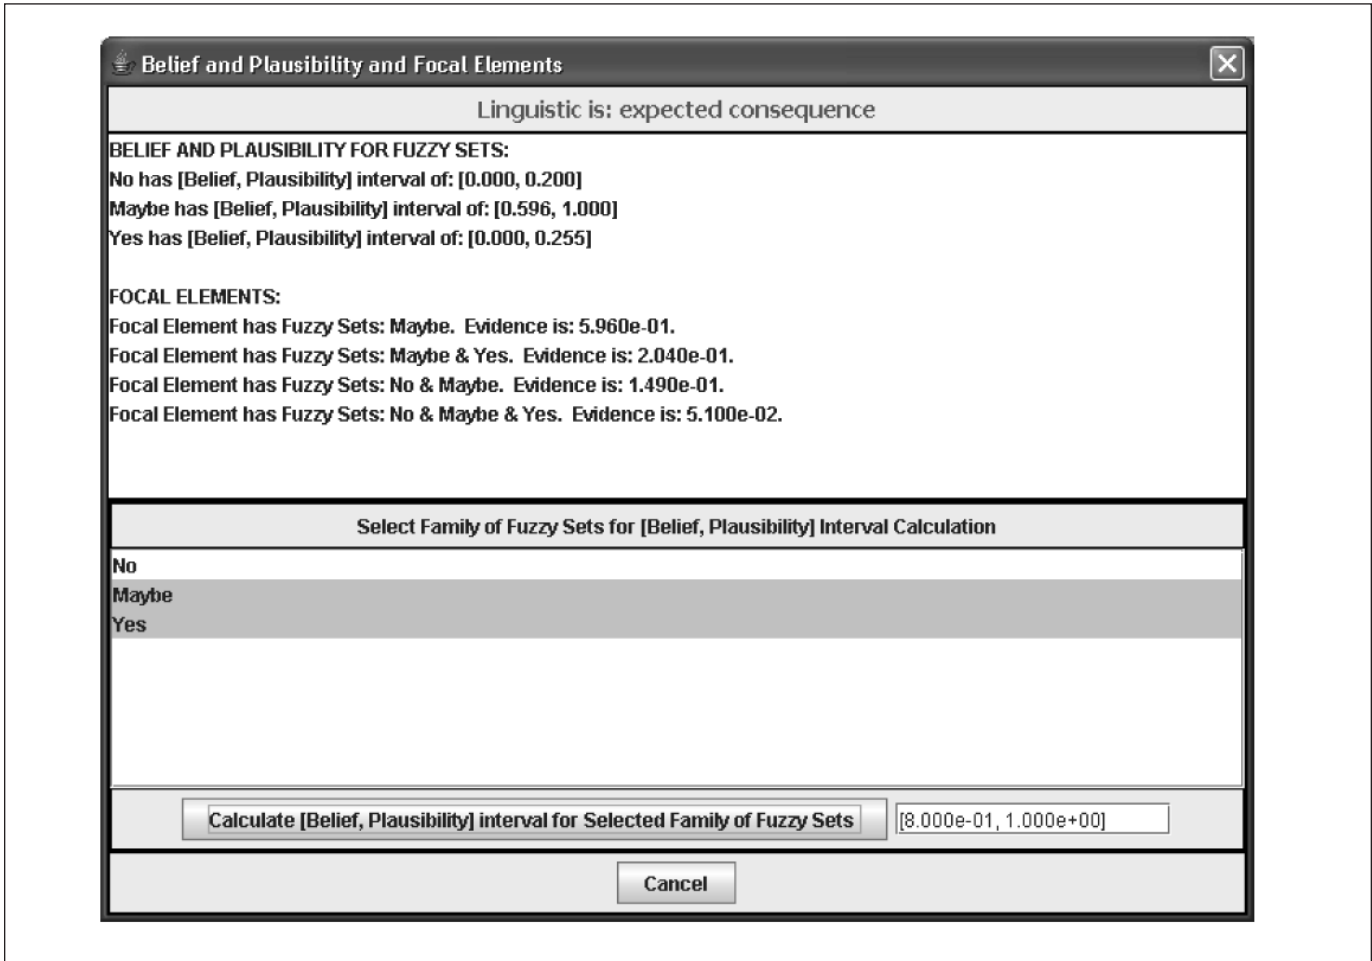 Belief and Plausibility and Focal Elements
Linguistic is: expected consequence
BELIEF AND PLAUSIBILITY FOR FUZZY SETS:
No has [Belief, Plausibility] interval of: [0.000, 0.200]
Maybe has [Belief, Plausibility] interval of: [0.596, 1.000]
Yes has [Belief, Plausibility] interval of: [0.000, 0.255]
FOCAL ELEMENTS:
Focal Element has Fuzzy Sets: Maybe.  Evidence is: 5.960e-01.
Focal Element has Fuzzy Sets: Maybe & Yes.  Evidence is: 2.040e-01.
Focal Element has Fuzzy Sets: No & Maybe.  Evidence is: 1.490e-01.
Focal Element has Fuzzy Sets: No & Maybe & Yes.  Evidence is: 5.100e-02.
Select Family of Fuzzy Sets for [Belief, Plausibility] Interval Calculation
No
Maybe
Yes
Calculate [Belief, Plausibility] interval for Selected Family of Fuzzy Sets [8.000e-01, 1.000e+00]
Cancel